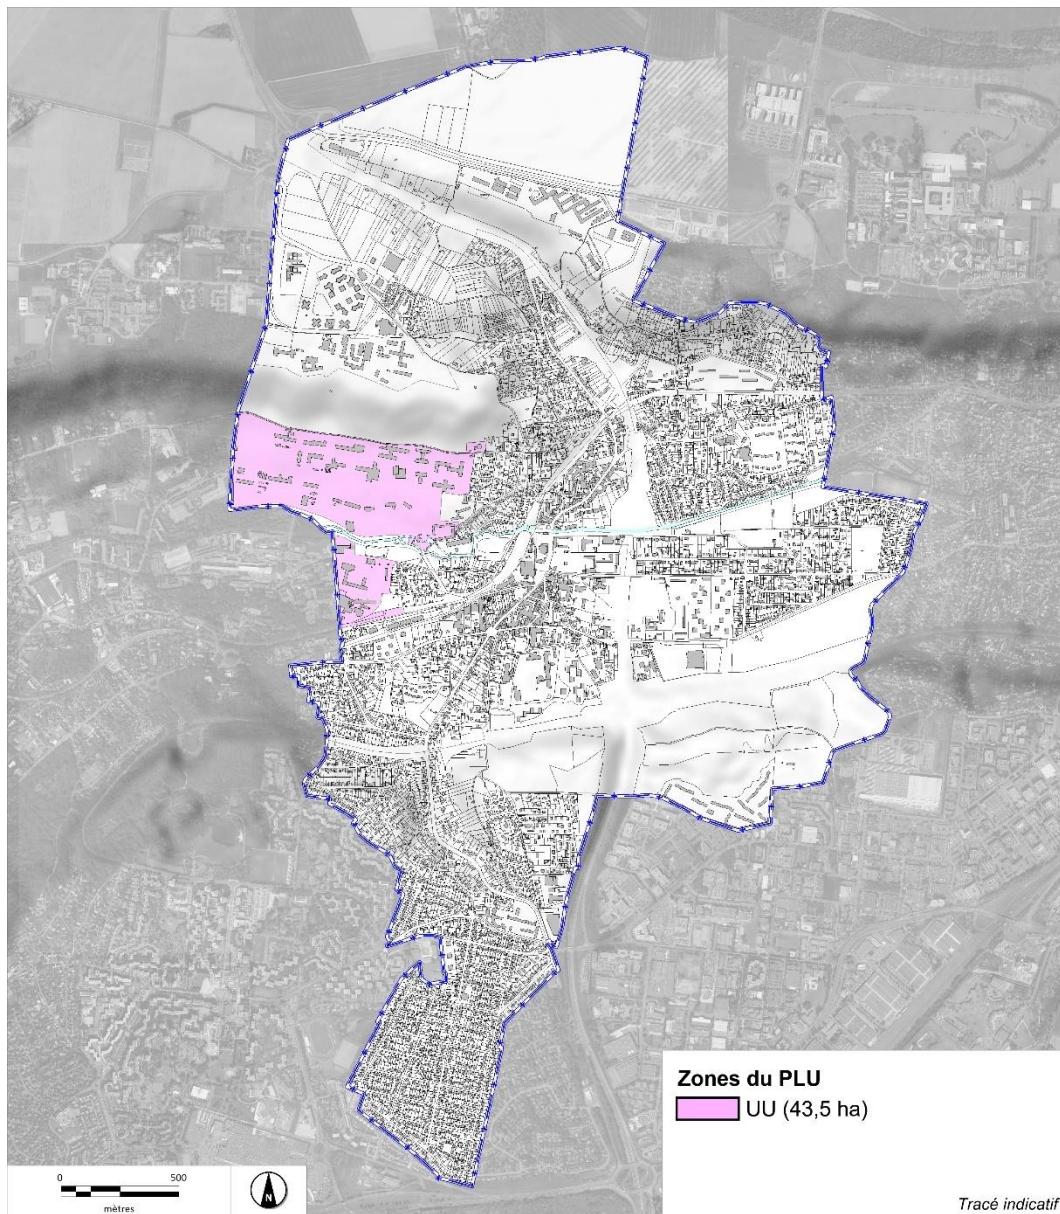 Zones du PLU
UU (43,5 ha)
0 500
mètres
N
Tracé indicatif